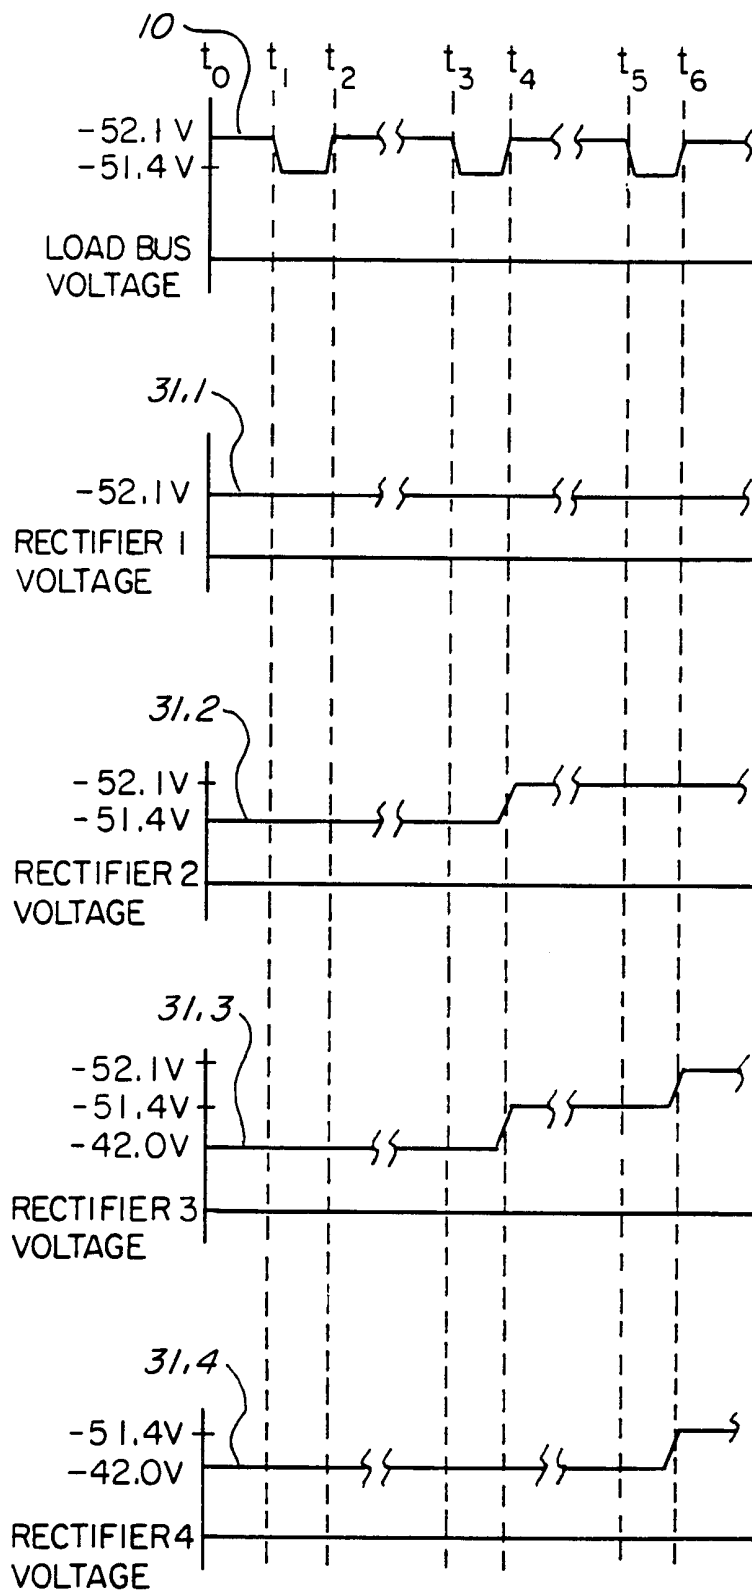 10
t0 t1 t2 t3 t4 t5 t6
-52.1V
-51.4V
LOAD BUS
VOLTAGE
31.1
-52.1V
RECTIFIER 1
VOLTAGE
31.2
-52.1V
-51.4V
RECTIFIER 2
VOLTAGE
31.3
-52.1V
-51.4V
-42.0V
RECTIFIER 3
VOLTAGE
31.4
-51.4V
-42.0V
RECTIFIER 4
VOLTAGE